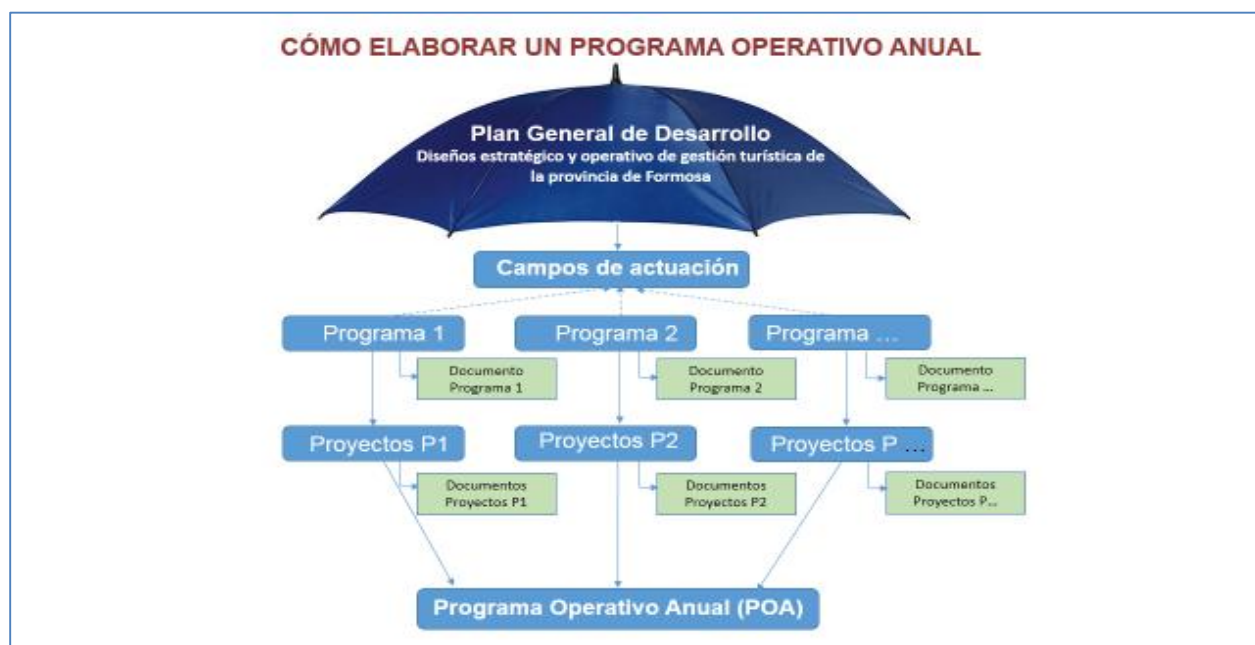 CÓMO ELABORAR UN PROGRAMA OPERATIVO ANUAL
Plan General de Desarrollo
Diseños estratégico y operativo de gestión turística de
la provincia de Formosa
Campos de actuación
Programa 1
Programa 2
Programa ...
Documento
Programa 1
Documento
Programa 2
Documento
Programa ...
Proyectos P1
Proyectos P2
Proyectos P ...
Documentos
Proyectos P1
Documentos
Proyectos P2
Documentos
Proyectos P...
Programa Operativo Anual (POA)